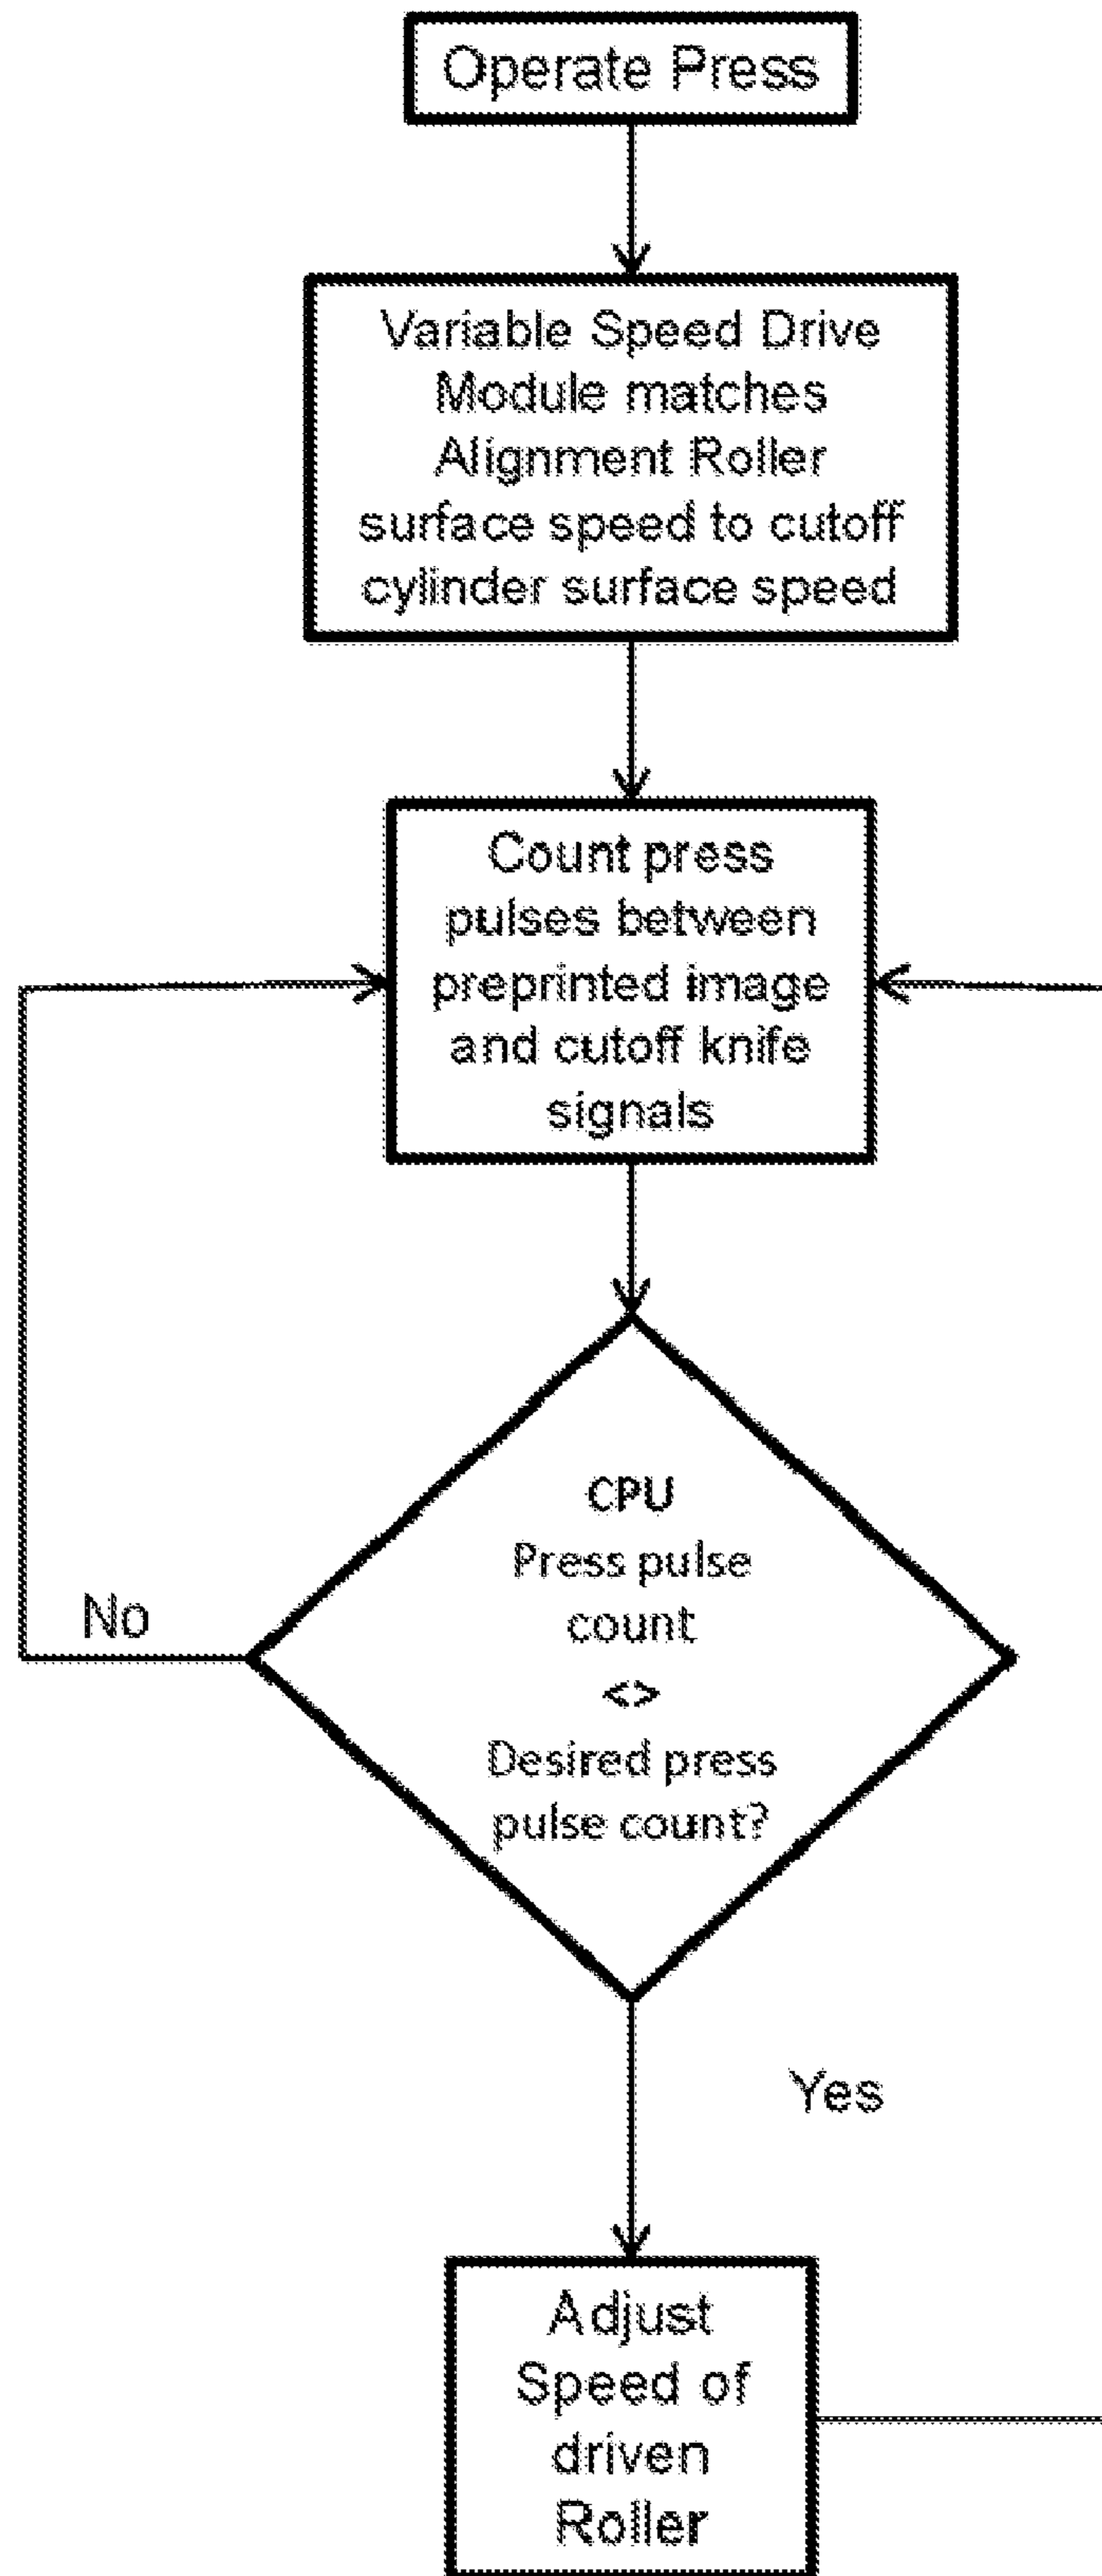 Operate Press
Variable Speed Drive
Module matches
Alignment Roller
surface speed to cutoff
cylinder surface speed
Count press
pulses between
preprinted image
and cutoff knife
signals
CPU
Press pulse
count
<>
Desired press
pulse count?
No
Yes
Adjust
Speed of
driven
Roller